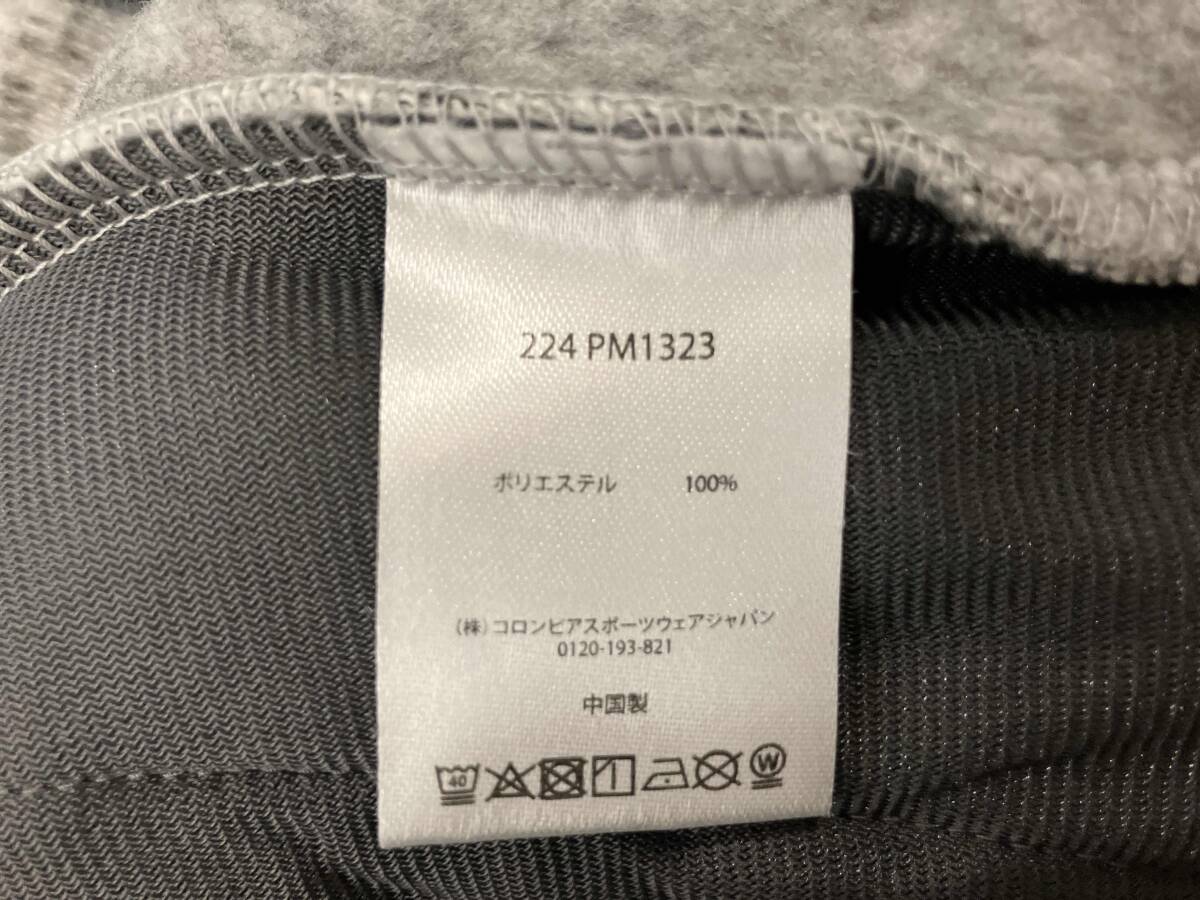 224 PM1323
ポリエステル 100%
(株)コロンビアスポーツウェアジャパン
0120-193-821
中国製
40 W